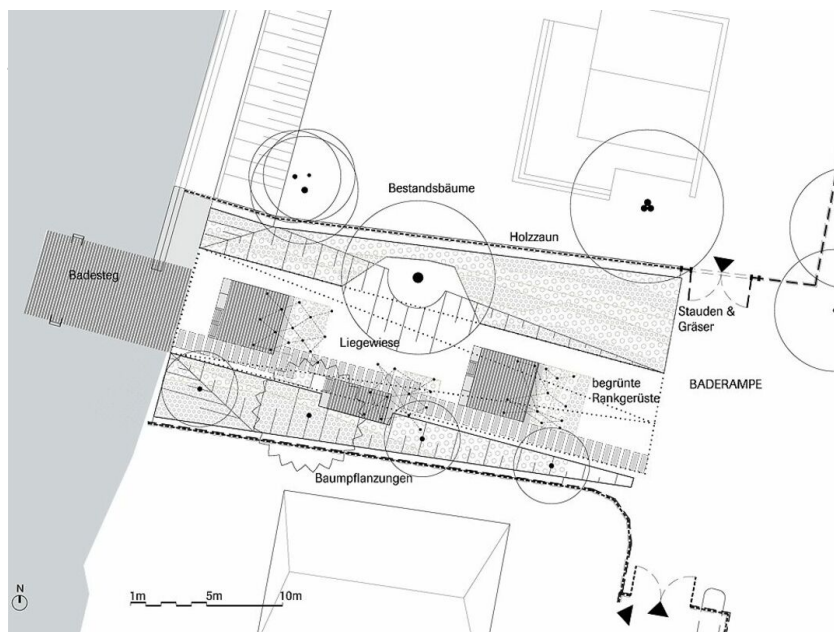 Bestandsbäume
Holzzaun
Badesteg
Stauden &
Gräser
Liegewiese
begrünte
Rankgerüste
BADERAMPE
Baumpflanzungen
N
1m 5m 10m